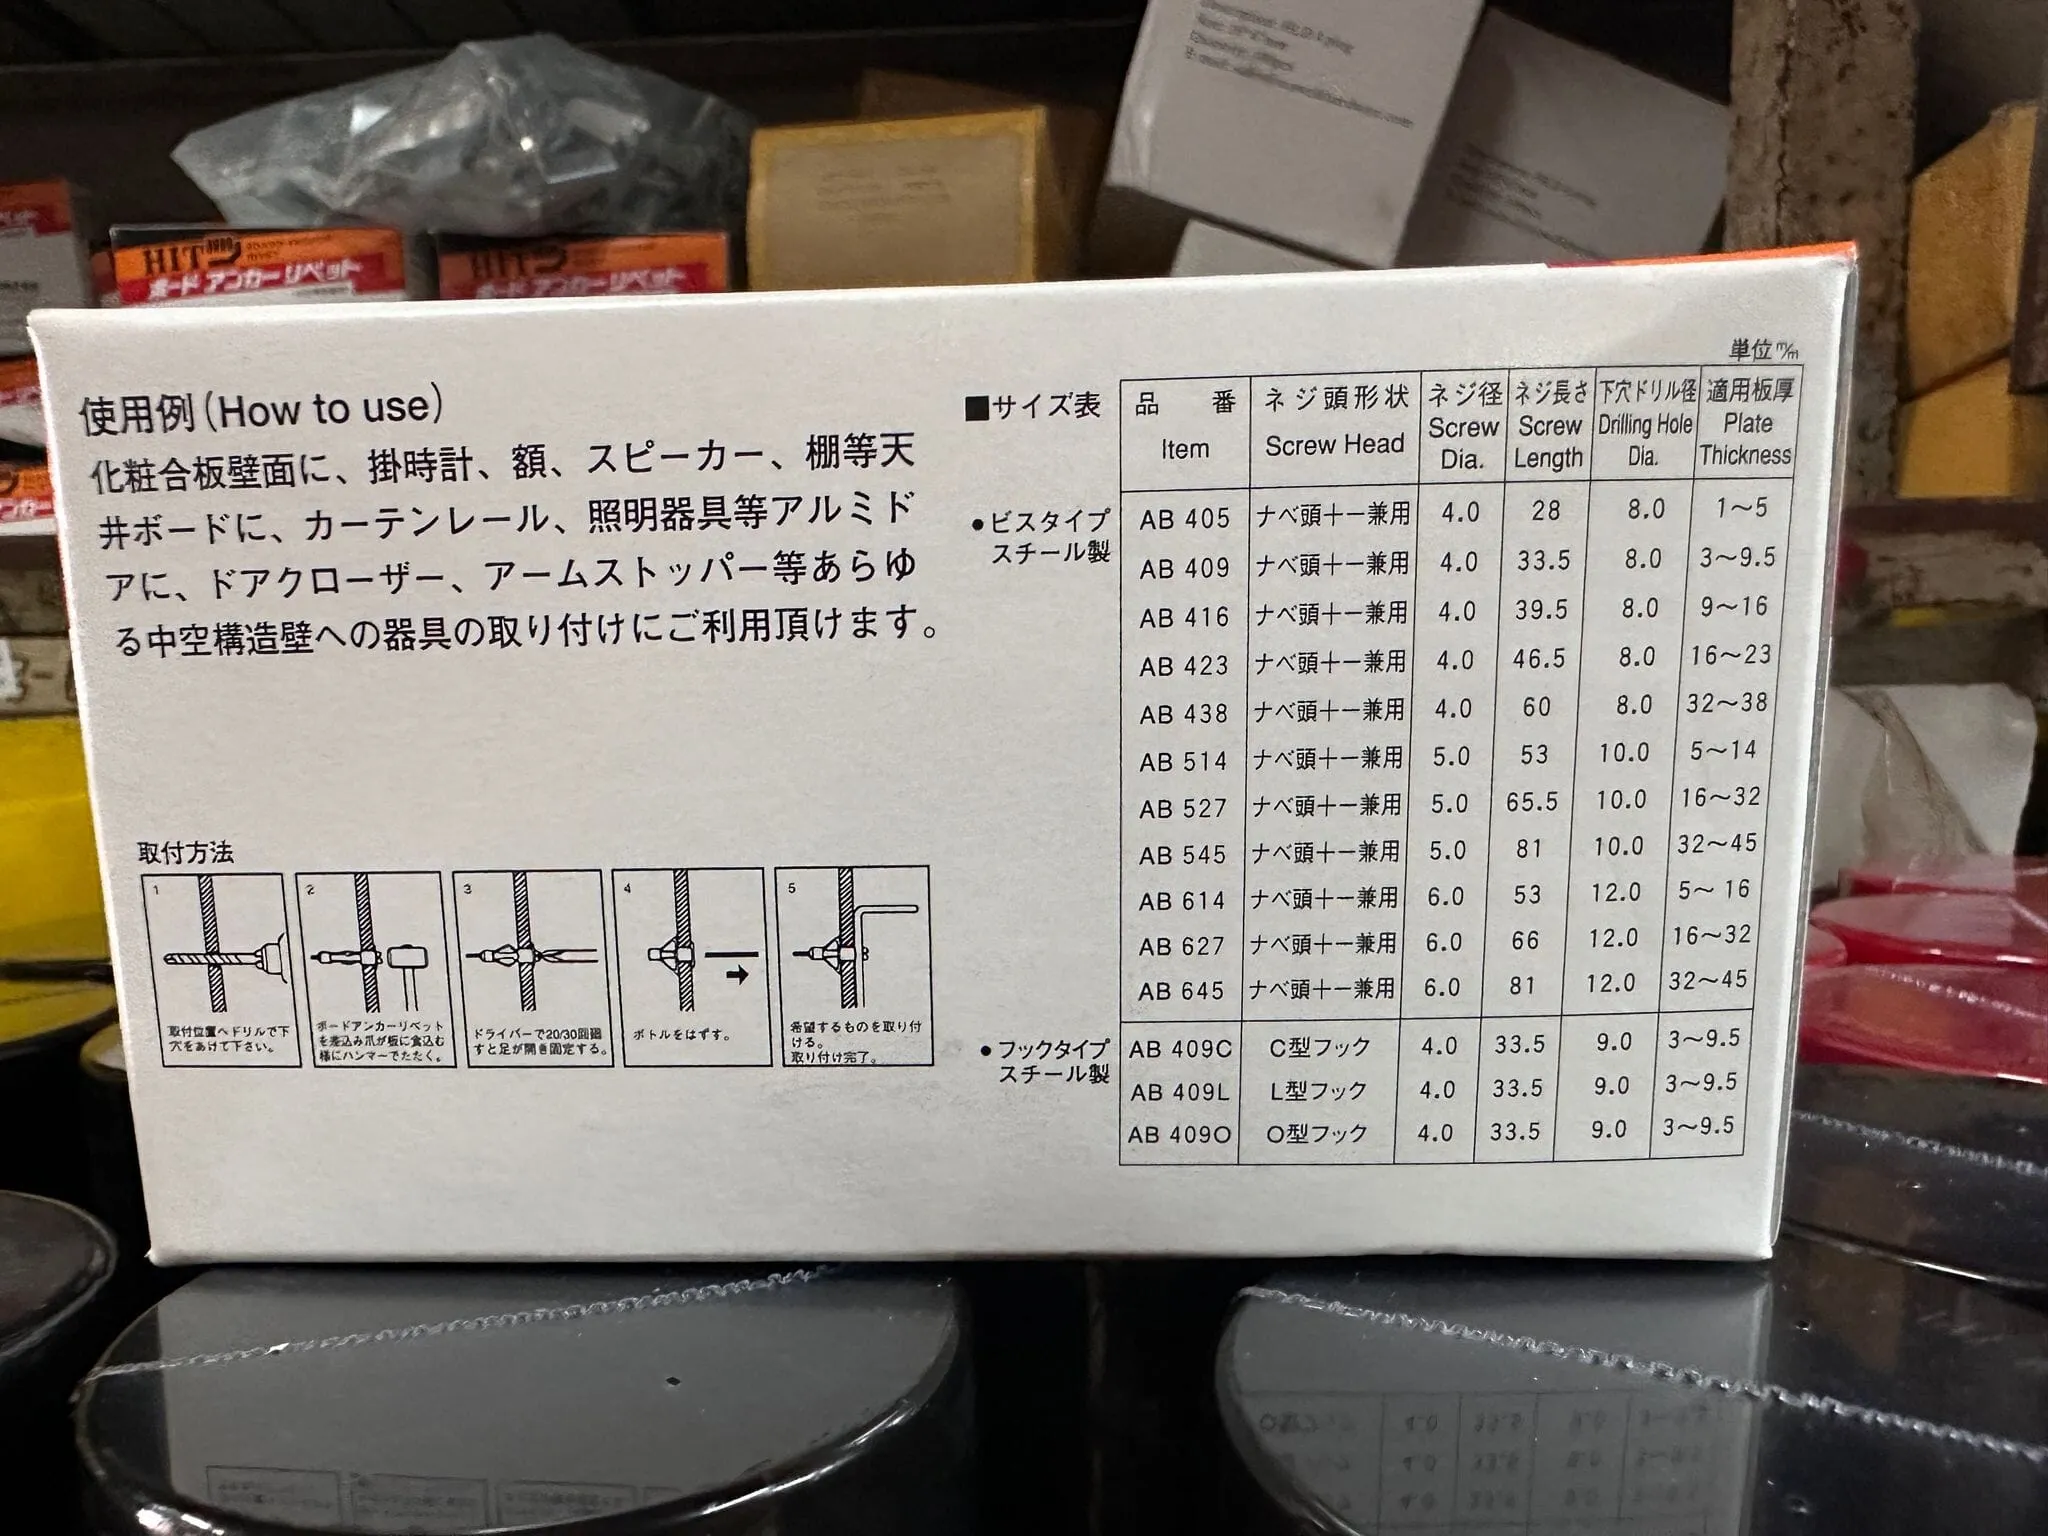 HIT
ボードアンカーリベット
HIT
ボードアンカーリベット
使用例(How to use)
化粧合板壁面に、掛時計、額、スピーカー、棚等天
井ボードに、カーテンレール、照明器具等アルミド
アに、ドアクローザー、アームストッパー等あらゆ
る中空構造壁への器具の取り付けにご利用頂けます。
取付方法
1
取付位置へドリルで下
穴をあけて下さい。
2
ボードアンカーリベット
を差込み爪が板に食込む
様にハンマーでたたく。
3
ドライバーで20/30回廻
すと足が開き固定する。
4
ボトルをはずす。
5
希望するものを取り付
ける。
取り付け完了。
単位 m/m
■サイズ表
品 番 ネジ頭形状 ネジ径 ネジ長さ 下穴ドリル径 適用板厚
Item Screw Head Screw Dia. Screw Length Drilling Hole Dia. Plate Thickness
●ビスタイプ
スチール製
AB 405 ナベ頭十一兼用 4.0 28 8.0 1〜5
AB 409 ナベ頭十一兼用 4.0 33.5 8.0 3〜9.5
AB 416 ナベ頭十一兼用 4.0 39.5 8.0 9〜16
AB 423 ナベ頭十一兼用 4.0 46.5 8.0 16〜23
AB 438 ナベ頭十一兼用 4.0 60 8.0 32〜38
AB 514 ナベ頭十一兼用 5.0 53 10.0 5〜14
AB 527 ナベ頭十一兼用 5.0 65.5 10.0 16〜32
AB 545 ナベ頭十一兼用 5.0 81 10.0 32〜45
AB 614 ナベ頭十一兼用 6.0 53 12.0 5〜16
AB 627 ナベ頭十一兼用 6.0 66 12.0 16〜32
AB 645 ナベ頭十一兼用 6.0 81 12.0 32〜45
●フックタイプ
スチール製
AB 409C C型フック 4.0 33.5 9.0 3〜9.5
AB 409L L型フック 4.0 33.5 9.0 3〜9.5
AB 409O O型フック 4.0 33.5 9.0 3〜9.5